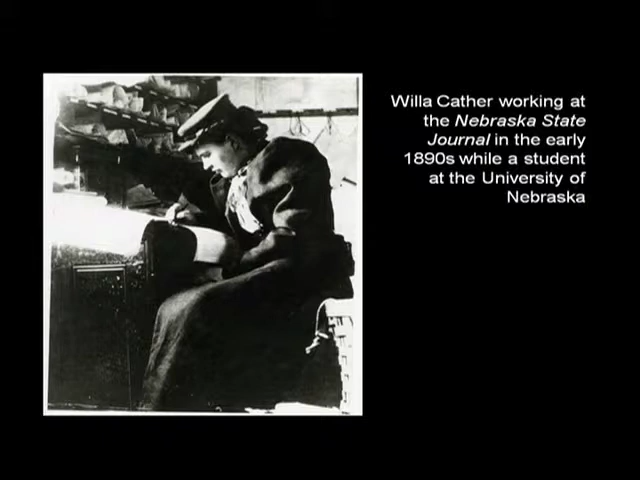 Willa Cather working at
the Nebraska State
Journal in the early
1890s while a student
at the University of
Nebraska